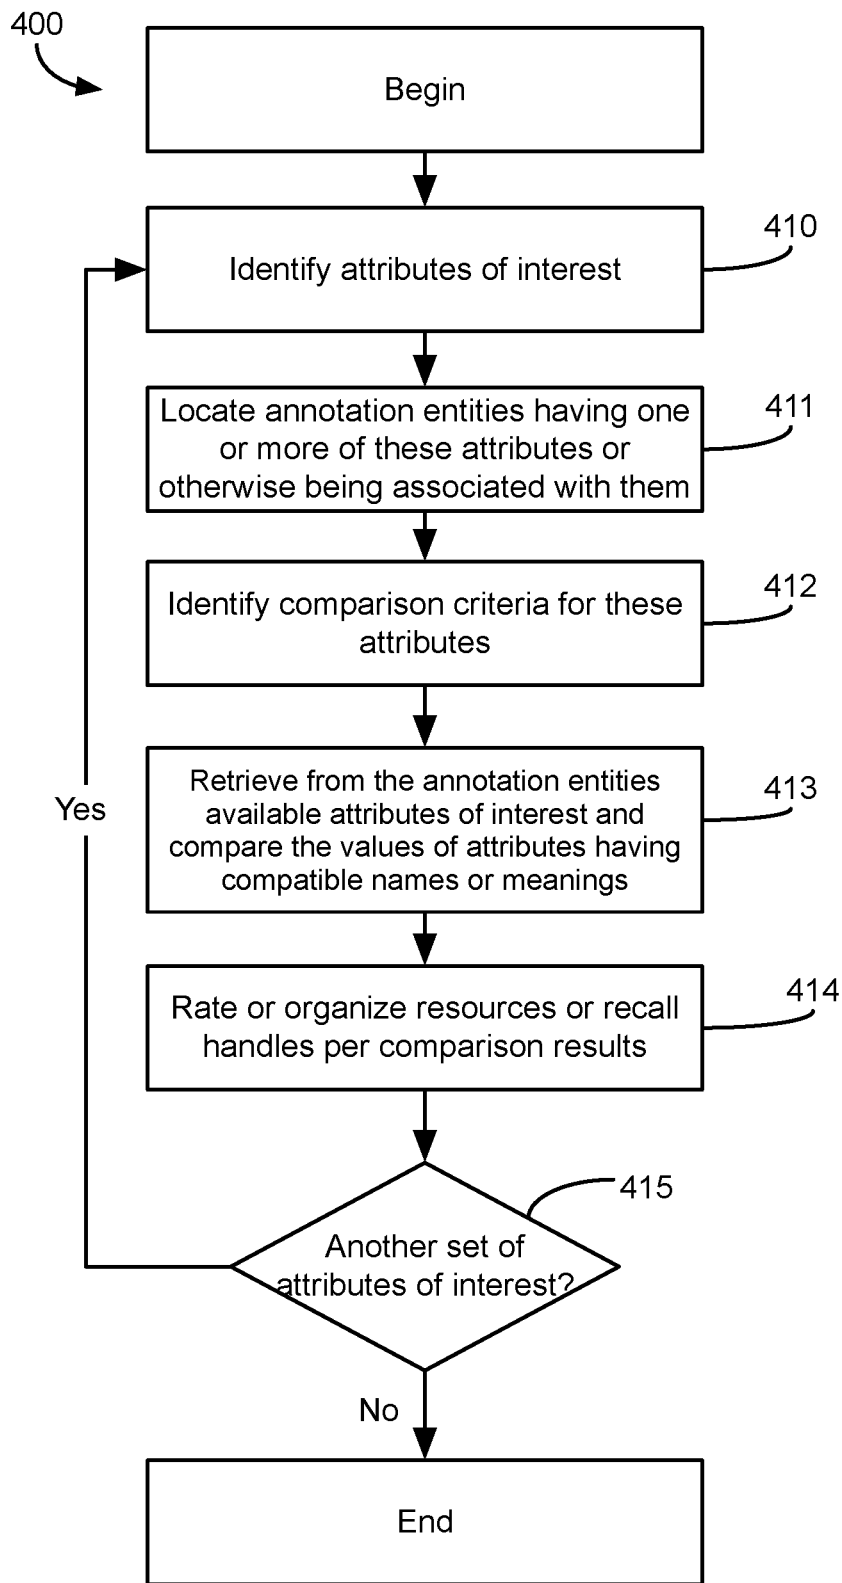 400
Begin
410
Identify attributes of interest
411
Locate annotation entities having one
or more of these attributes or
otherwise being associated with them
412
Identify comparison criteria for these
attributes
413
Retrieve from the annotation entities
available attributes of interest and
compare the values of attributes having
compatible names or meanings
Yes
414
Rate or organize resources or recall
handles per comparison results
415
Another set of
attributes of interest?
No
End